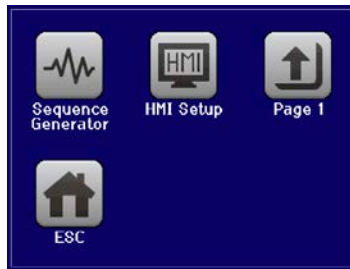 HMI
Sequence
Generator
HMI Setup
Page 1
ESC